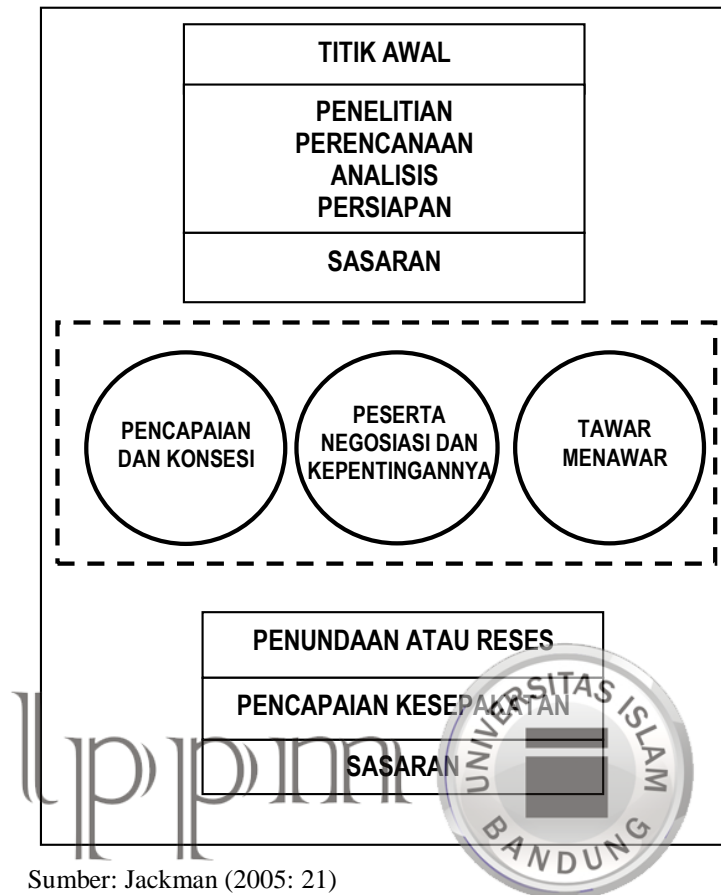 TITIK AWAL
PENELITIAN
PERENCANAAN
ANALISIS
PERSIAPAN
SASARAN
PENCAPAIAN
DAN KONSESI
PESERTA
NEGOSIASI DAN
KEPENTINGANNYA
TAWAR
MENAWAR
PENUNDAAN ATAU RESES
PENCAPAIAN KESEPAKATAN
SASARAN
lppm
UNIVERSITAS ISLAM
BANDUNG
Sumber: Jackman (2005: 21)